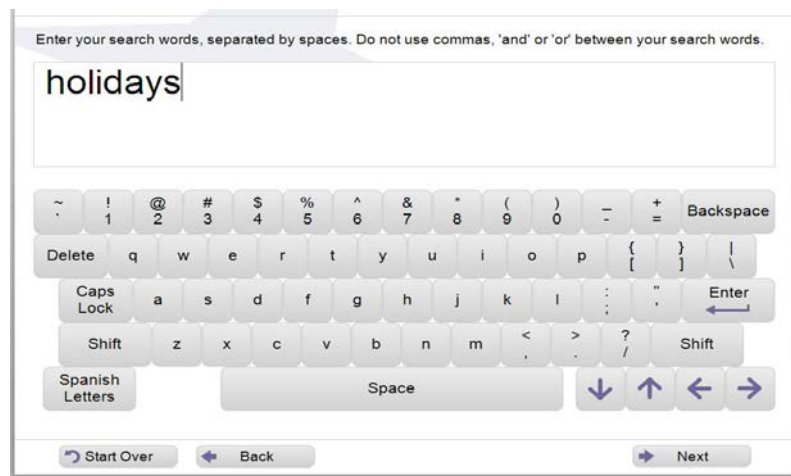 Enter your search words, separated by spaces. Do not use commas, 'and' or 'or' between your search words.
holidays
~ ! @ # $ % ^ & * ( ) _ +
` 1 2 3 4 5 6 7 8 9 0 - = Backspace
Delete q w e r t y u i o p { } |
[ ] \
Caps Lock a s d f g h j k l : " Enter
; '
Shift z x c v b n m < > ? Shift
, . /
Spanish Letters Space
Start Over Back Next